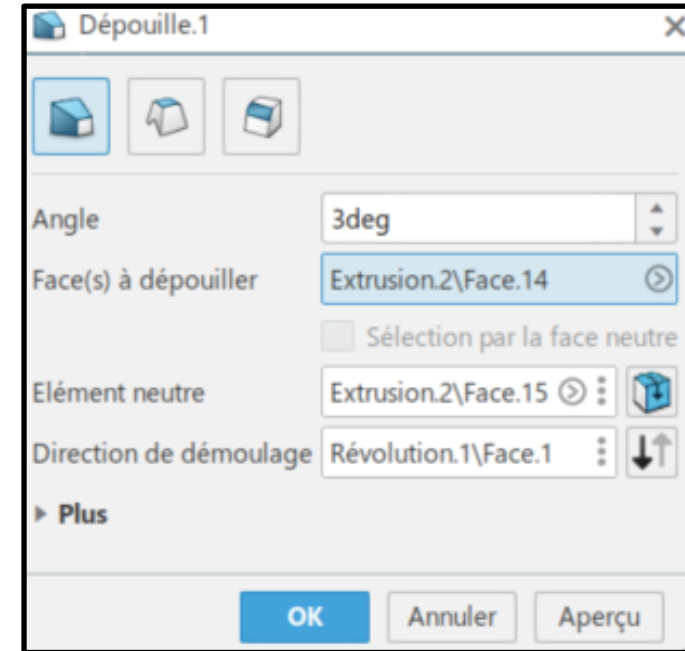 Dépouille.1
Angle 3deg
Face(s) à dépouiller Extrusion.2\Face.14
Sélection par la face neutre
Elément neutre Extrusion.2\Face.15
Direction de démoulage Révolution.1\Face.1
Plus
OK Annuler Aperçu